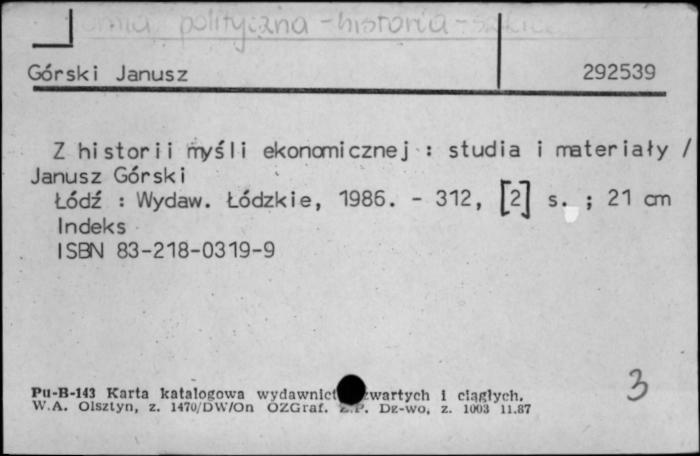 polityczna - historia -
Górski Janusz 292539
Z historii myśli ekonomicznej : studia i materiały /
Janusz Górski
Łódź : Wydaw. Łódzkie, 1986. - 312, [2] s. ; 21 cm
Indeks
ISBN 83-218-0319-9
3
Pu-B-143 Karta katalogowa wydawnict zwartych i ciągłych.
W.A. Olsztyn, z. 1470/DW/On OZGraf. Z.P. Dz-wo, z. 1003 11.87